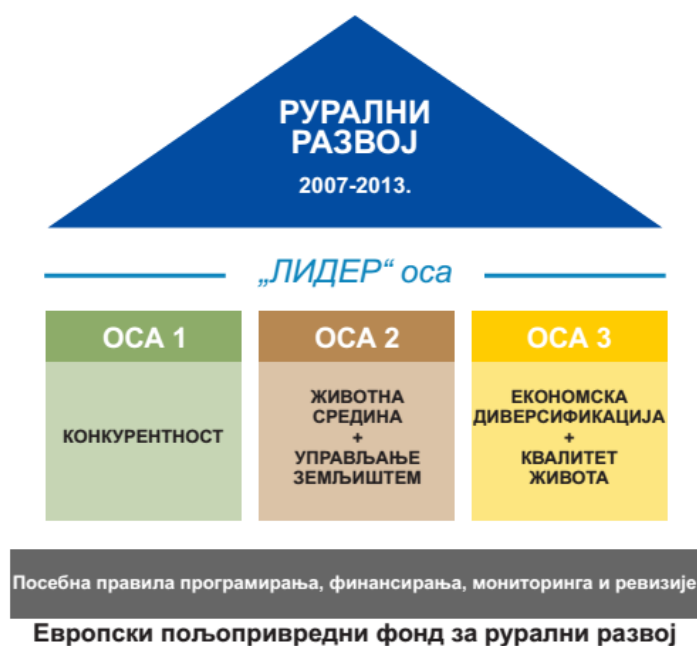 РУРАЛНИ
РАЗВОЈ
2007-2013.
„ЛИДЕР“ оса
ОСА 1
КОНКУРЕНТНОСТ
ОСА 2
ЖИВОТНА
СРЕДИНА
+
УПРАВЉАЊЕ
ЗЕМЉИШТЕМ
ОСА 3
ЕКОНОМСКА
ДИВЕРСИФИКАЦИЈА
+
КВАЛИТЕТ
ЖИВОТА
Посебна правила програмирања, финансирања, мониторинга и ревизије
Европски пољопривредни фонд за рурални развој